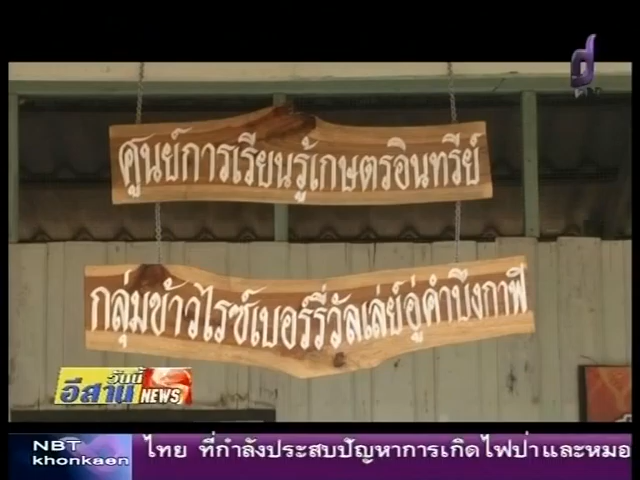 ศูนย์การเรียนรู้เกษตรอินทรีย์
กลุ่มข้าวไรซ์เบอร์รี่วัลเล่ย์อู่คำบึงกาฬ
อีสานวันนี้ NEWS
NBT
khonkaen
ไทย ที่กำลังประสบปัญหาการเกิดไฟป่าและหมอ